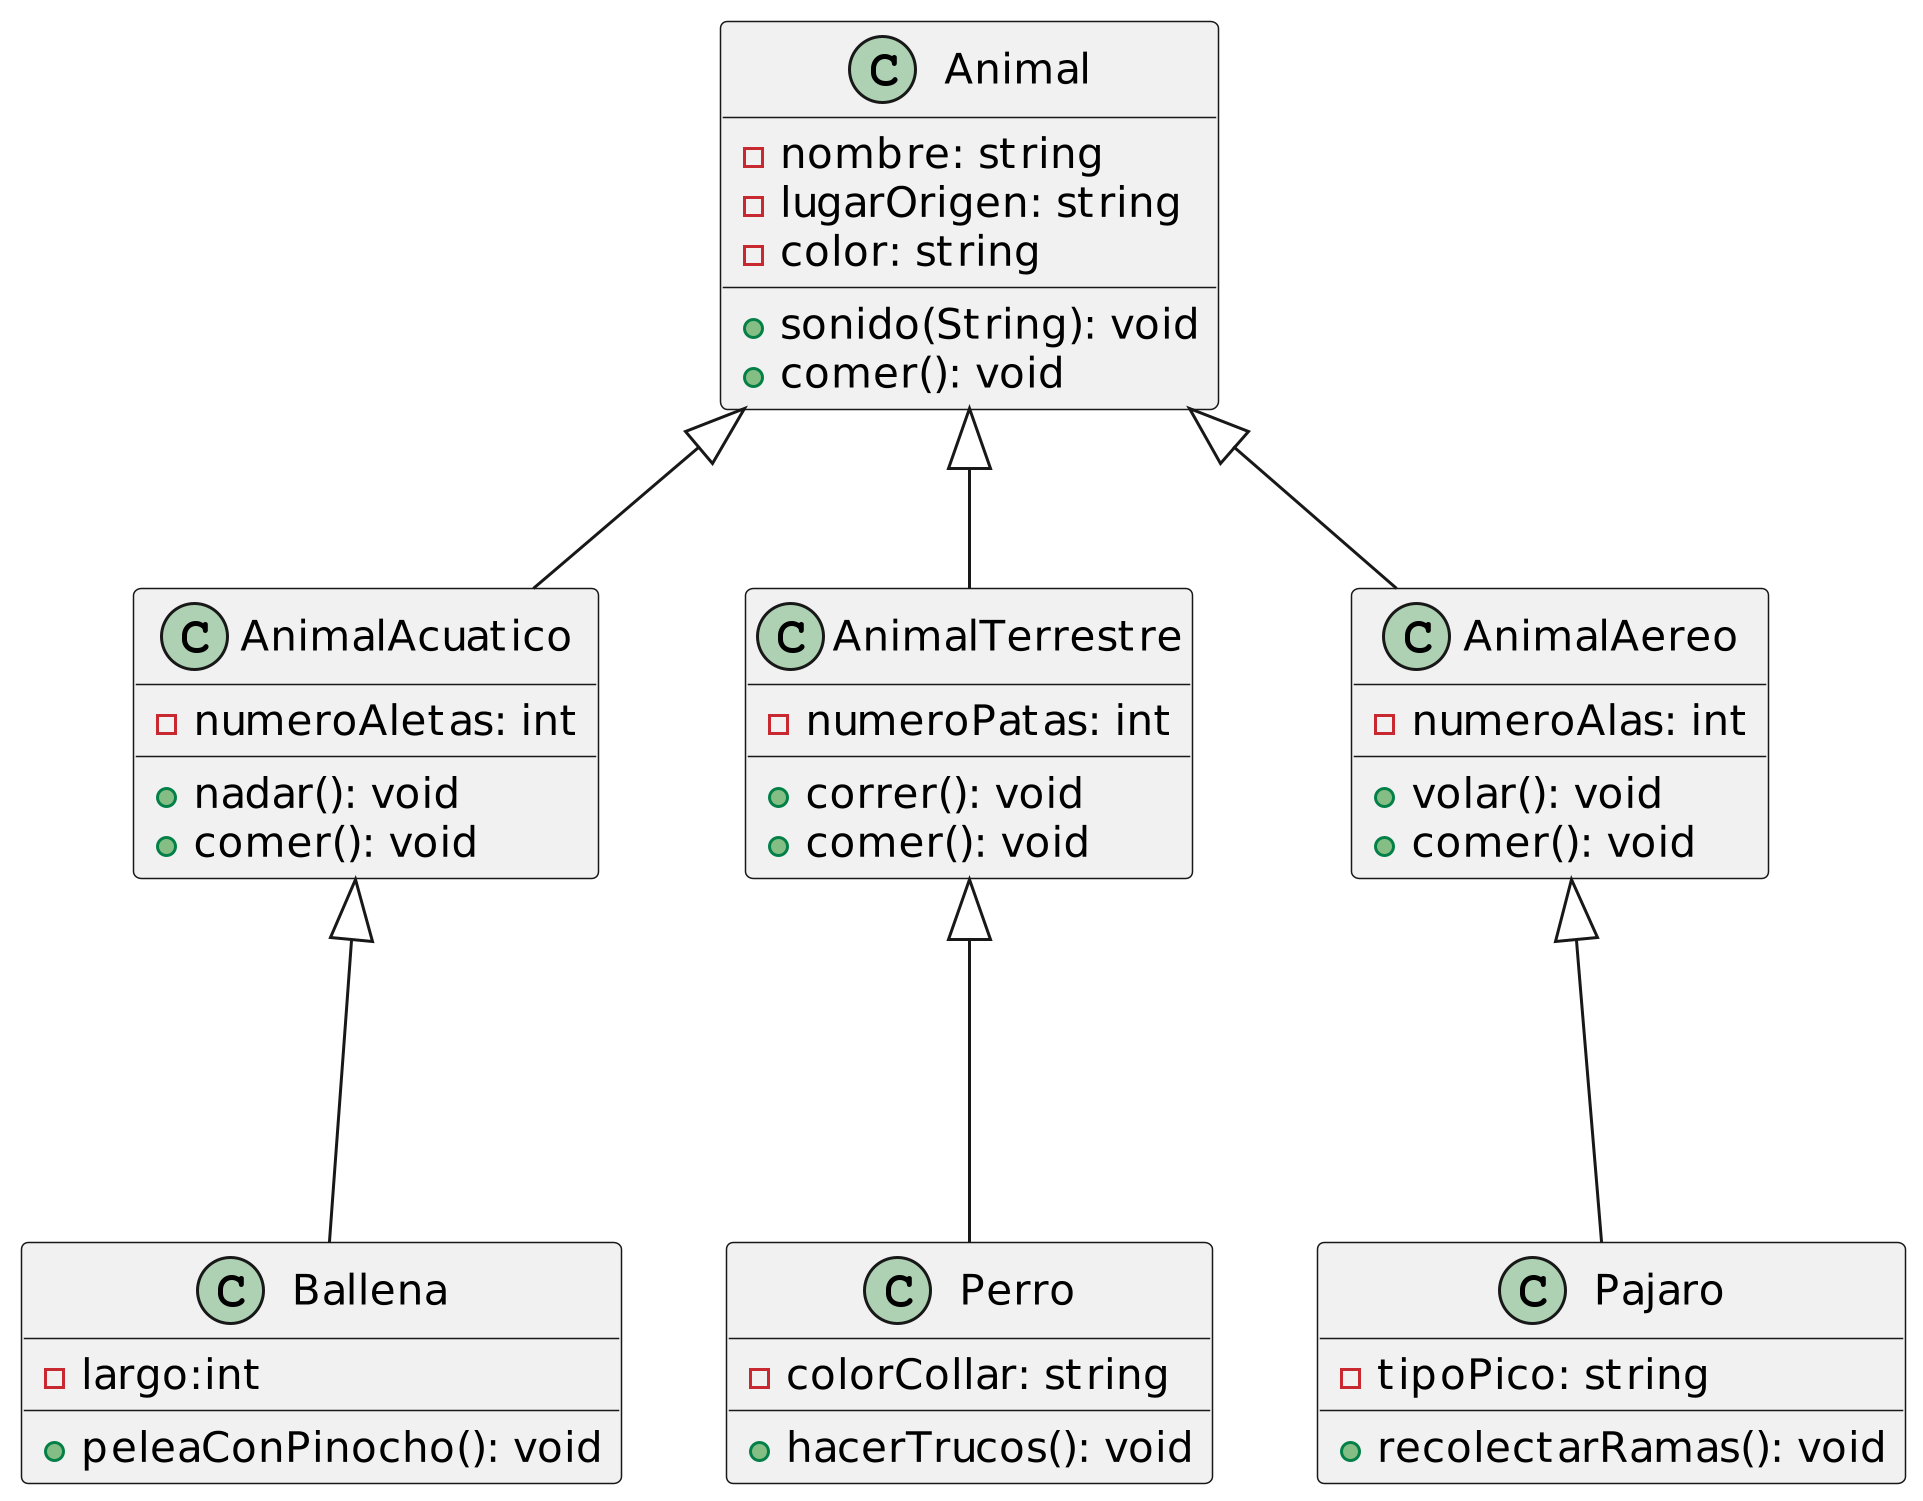 C Animal
nombre: string
lugarOrigen: string
color: string
sonido(String): void
comer(): void
C AnimalAcuatico
numeroAletas: int
nadar(): void
comer(): void
C AnimalTerrestre
numeroPatas: int
correr(): void
comer(): void
C AnimalAereo
numeroAlas: int
volar(): void
comer(): void
C Ballena
largo:int
peleaConPinocho(): void
C Perro
colorCollar: string
hacerTrucos(): void
C Pajaro
tipoPico: string
recolectarRamas(): void